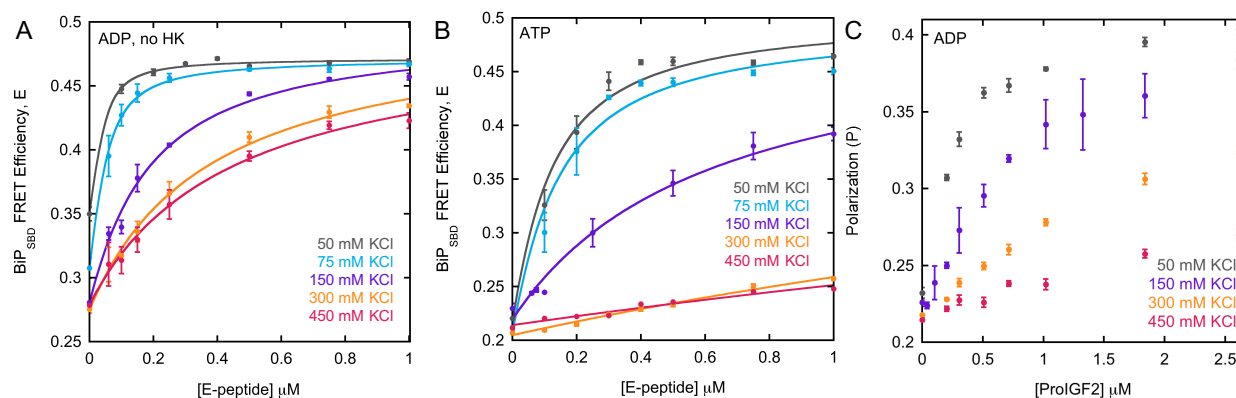 A
ADP, no HK
BiP SBD FRET Efficiency, E
0.5
0.45
0.4
0.35
0.3
0.25
0
0.2
0.4
0.6
0.8
1
[E-peptide] μM
50 mM KCl
75 mM KCl
150 mM KCl
300 mM KCl
450 mM KCl
B
ATP
BiP SBD FRET Efficiency, E
0.5
0.45
0.4
0.35
0.3
0.25
0.2
0
0.2
0.4
0.6
0.8
1
[E-peptide] μM
50 mM KCl
75 mM KCl
150 mM KCl
300 mM KCl
450 mM KCl
C
ADP
Polarization (P)
0.4
0.35
0.3
0.25
0.2
0
0.5
1
1.5
2
2.5
[ProIGF2] μM
50 mM KCl
150 mM KCl
300 mM KCl
450 mM KCl